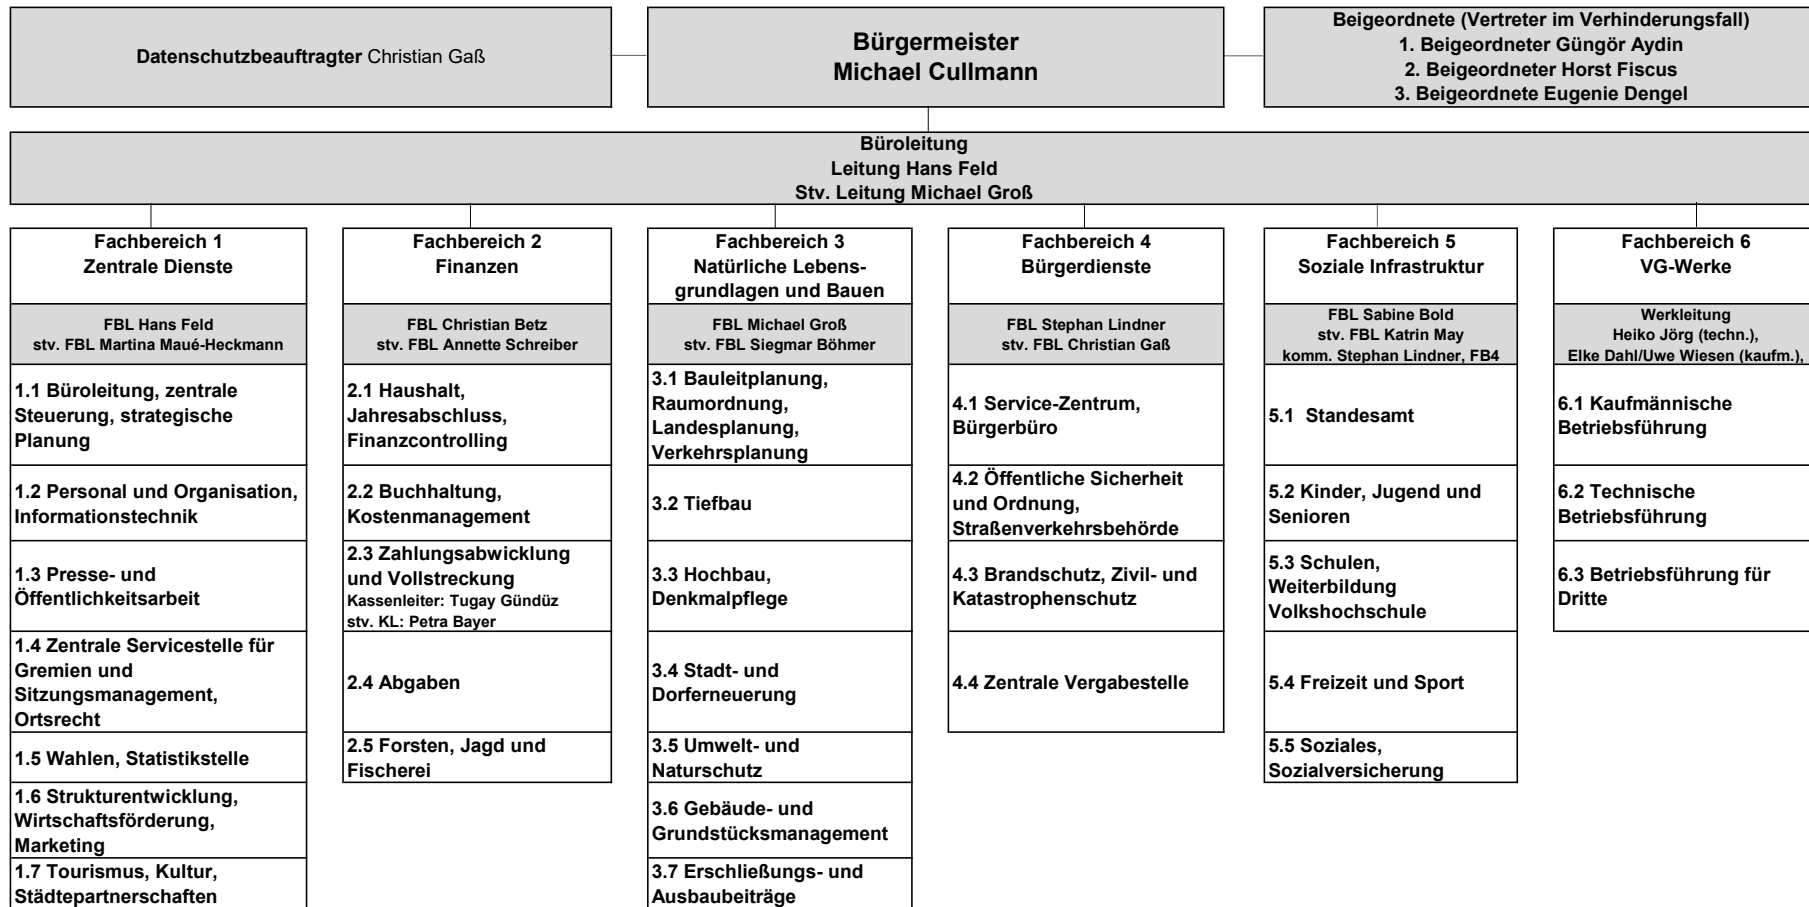 Datenschutzbeauftragter Christian Gaß
Bürgermeister
Michael Cullmann
Beigeordnete (Vertreter im Verhinderungsfall)
1. Beigeordneter Güngör Aydin
2. Beigeordneter Horst Fiscus
3. Beigeordnete Eugenie Dengel
Büroleitung
Leitung Hans Feld
Stv. Leitung Michael Groß
Fachbereich 1
Zentrale Dienste
FBL Hans Feld
stv. FBL Martina Maué-Heckmann
1.1 Büroleitung, zentrale
Steuerung, strategische
Planung
1.2 Personal und Organisation,
Informationstechnik
1.3 Presse- und
Öffentlichkeitsarbeit
1.4 Zentrale Servicestelle für
Gremien und
Sitzungsmanagement,
Ortsrecht
1.5 Wahlen, Statistikstelle
1.6 Strukturentwicklung,
Wirtschaftsförderung,
Marketing
1.7 Tourismus, Kultur,
Städtepartnerschaften
Fachbereich 2
Finanzen
FBL Christian Betz
stv. FBL Annette Schreiber
2.1 Haushalt,
Jahresabschluss,
Finanzcontrolling
2.2 Buchhaltung,
Kostenmanagement
2.3 Zahlungsabwicklung
und Vollstreckung
Kassenleiter: Tugay Gündüz
stv. KL: Petra Bayer
2.4 Abgaben
2.5 Forsten, Jagd und
Fischerei
Fachbereich 3
Natürliche Lebens-
grundlagen und Bauen
FBL Michael Groß
stv. FBL Siegmar Böhmer
3.1 Bauleitplanung,
Raumordnung,
Landesplanung,
Verkehrsplanung
3.2 Tiefbau
3.3 Hochbau,
Denkmalpflege
3.4 Stadt- und
Dorferneuerung
3.5 Umwelt- und
Naturschutz
3.6 Gebäude- und
Grundstücksmanagement
3.7 Erschließungs- und
Ausbaubeiträge
Fachbereich 4
Bürgerdienste
FBL Stephan Lindner
stv. FBL Christian Gaß
4.1 Service-Zentrum,
Bürgerbüro
4.2 Öffentliche Sicherheit
und Ordnung,
Straßenverkehrsbehörde
4.3 Brandschutz, Zivil- und
Katastrophenschutz
4.4 Zentrale Vergabestelle
Fachbereich 5
Soziale Infrastruktur
FBL Sabine Bold
stv. FBL Katrin May
komm. Stephan Lindner, FB4
5.1 Standesamt
5.2 Kinder, Jugend und
Senioren
5.3 Schulen,
Weiterbildung
Volkshochschule
5.4 Freizeit und Sport
5.5 Soziales,
Sozialversicherung
Fachbereich 6
VG-Werke
Werkleitung
Heiko Jörg (techn.),
Elke Dahl/Uwe Wiesen (kaufm.),
6.1 Kaufmännische
Betriebsführung
6.2 Technische
Betriebsführung
6.3 Betriebsführung für
Dritte